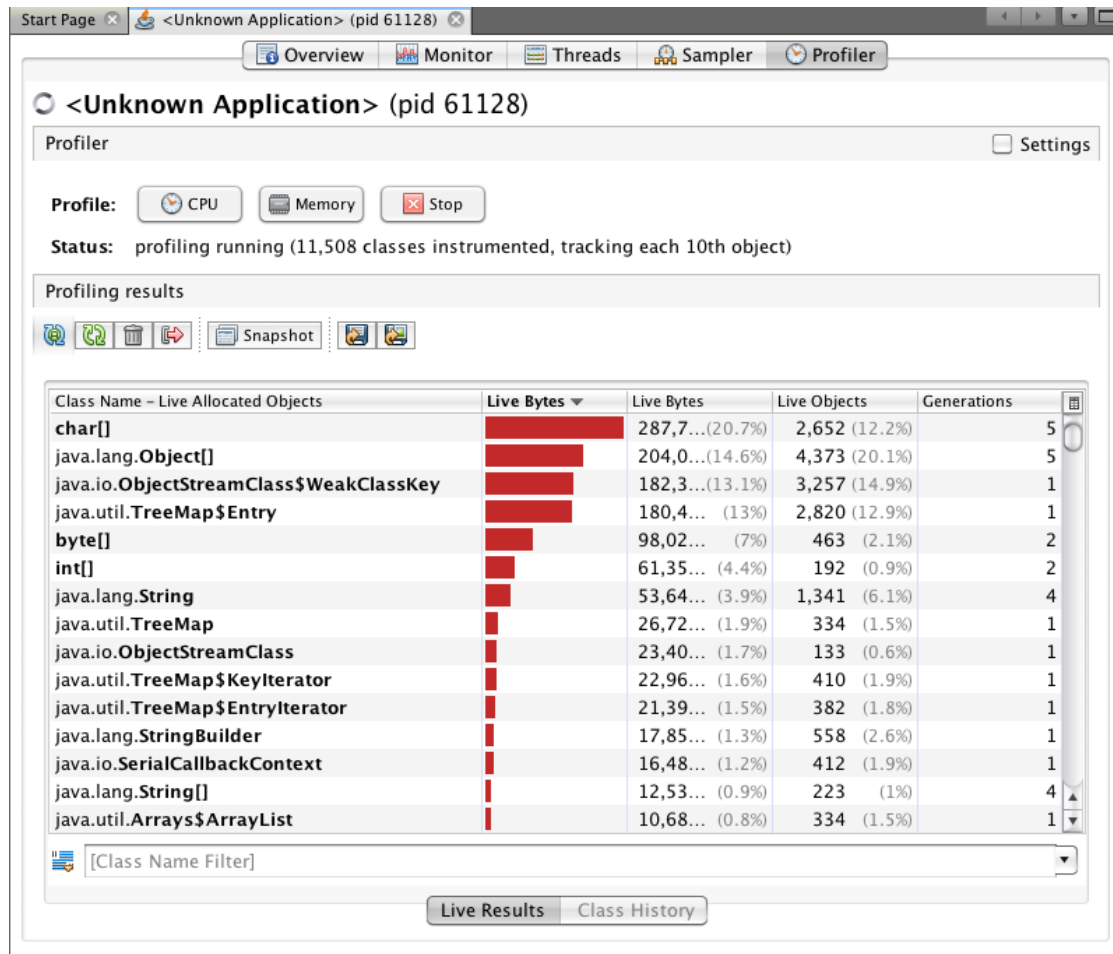 Start Page <Unknown Application> (pid 61128)
Overview Monitor Threads Sampler Profiler
<Unknown Application> (pid 61128)
Profiler Settings
Profile: CPU Memory Stop
Status: profiling running (11,508 classes instrumented, tracking each 10th object)
Profiling results
Snapshot
Class Name – Live Allocated Objects Live Bytes Live Bytes Live Objects Generations
char[] 287,7...(20.7%) 2,652 (12.2%) 5
java.lang.Object[] 204,0...(14.6%) 4,373 (20.1%) 5
java.io.ObjectStreamClass$WeakClassKey 182,3...(13.1%) 3,257 (14.9%) 1
java.util.TreeMap$Entry 180,4... (13%) 2,820 (12.9%) 1
byte[] 98,02... (7%) 463 (2.1%) 2
int[] 61,35... (4.4%) 192 (0.9%) 2
java.lang.String 53,64... (3.9%) 1,341 (6.1%) 4
java.util.TreeMap 26,72... (1.9%) 334 (1.5%) 1
java.io.ObjectStreamClass 23,40... (1.7%) 133 (0.6%) 1
java.util.TreeMap$KeyIterator 22,96... (1.6%) 410 (1.9%) 1
java.util.TreeMap$EntryIterator 21,39... (1.5%) 382 (1.8%) 1
java.lang.StringBuilder 17,85... (1.3%) 558 (2.6%) 1
java.io.SerialCallbackContext 16,48... (1.2%) 412 (1.9%) 1
java.lang.String[] 12,53... (0.9%) 223 (1%) 4
java.util.Arrays$ArrayList 10,68... (0.8%) 334 (1.5%) 1
[Class Name Filter]
Live Results Class History